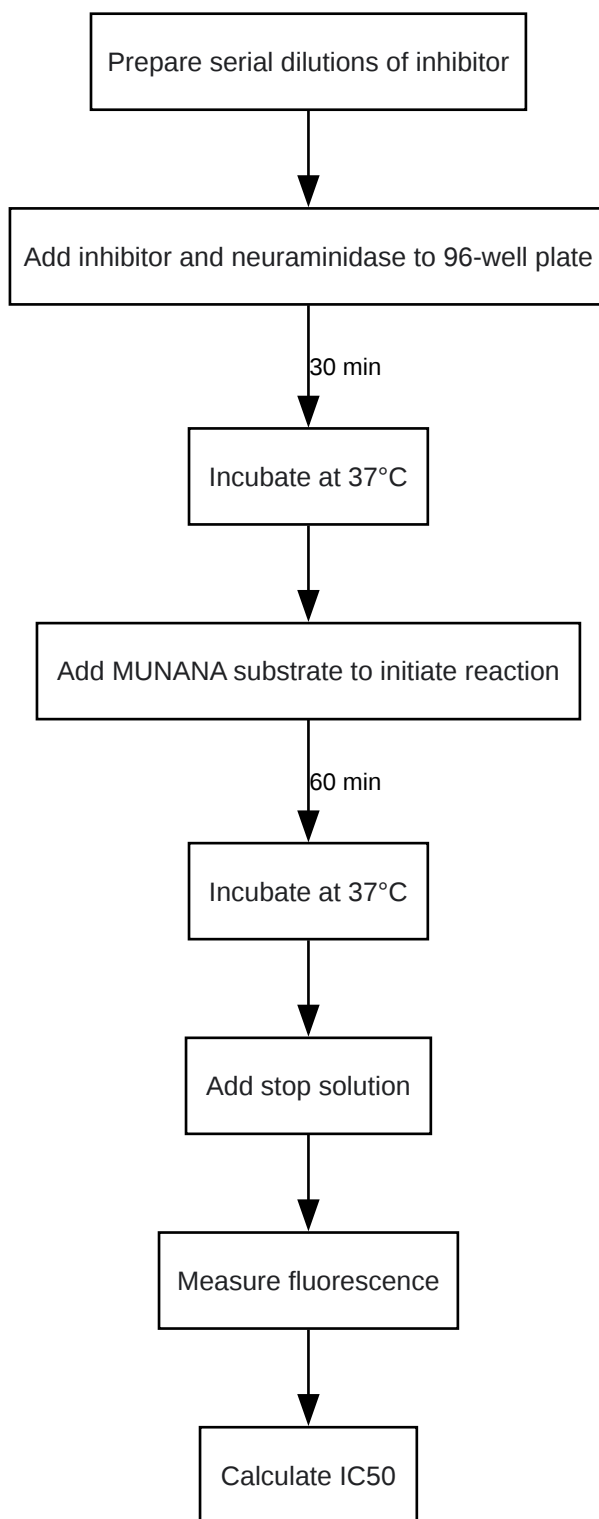 Prepare serial dilutions of inhibitor
Add inhibitor and neuraminidase to 96-well plate
30 min
Incubate at 37°C
Add MUNANA substrate to initiate reaction
60 min
Incubate at 37°C
Add stop solution
Measure fluorescence
Calculate IC50